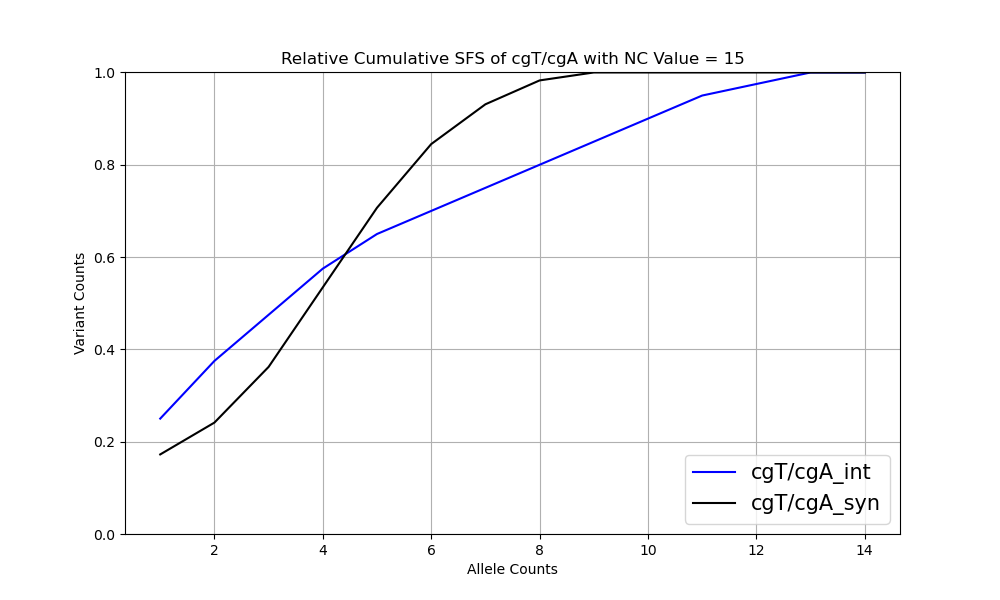 Relative Cumulative SFS of cgT/cgA with NC Value = 15
1.0
0.8
0.6
0.4
0.2
0.0
Variant Counts
2 4 6 8 10 12 14
Allele Counts
cgT/cgA_int
cgT/cgA_syn